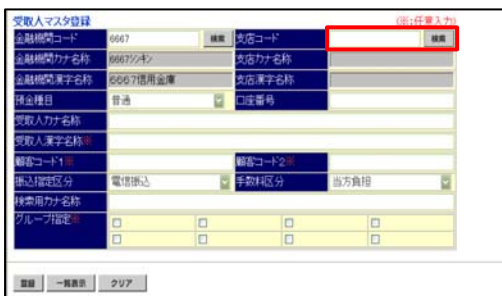 受取人マスタ登録 (※:任意入力)
金融機関コード 6667 検索 支店コード 検索
金融機関カナ名称 6667シンキン 支店カナ名称
金融機関漢字名称 6667信用金庫 支店漢字名称
預金種目 普通 口座番号
受取人カナ名称
受取人漢字名称※
顧客コード1※ 顧客コード2※
振込指定区分 電信振込 手数料区分 当方負担
検索用カナ名称
グループ指定※
登録 一覧表示 クリア